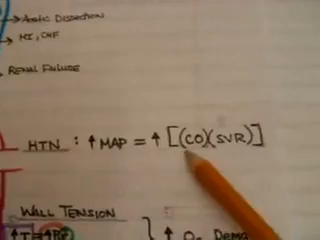 → Aortic Dissection
→ MI, CHF
→ Renal Failure
HTN : ↑ MAP = ↑ [(CO)(SVR)]
Wall Tension
↑ O₂ Dema